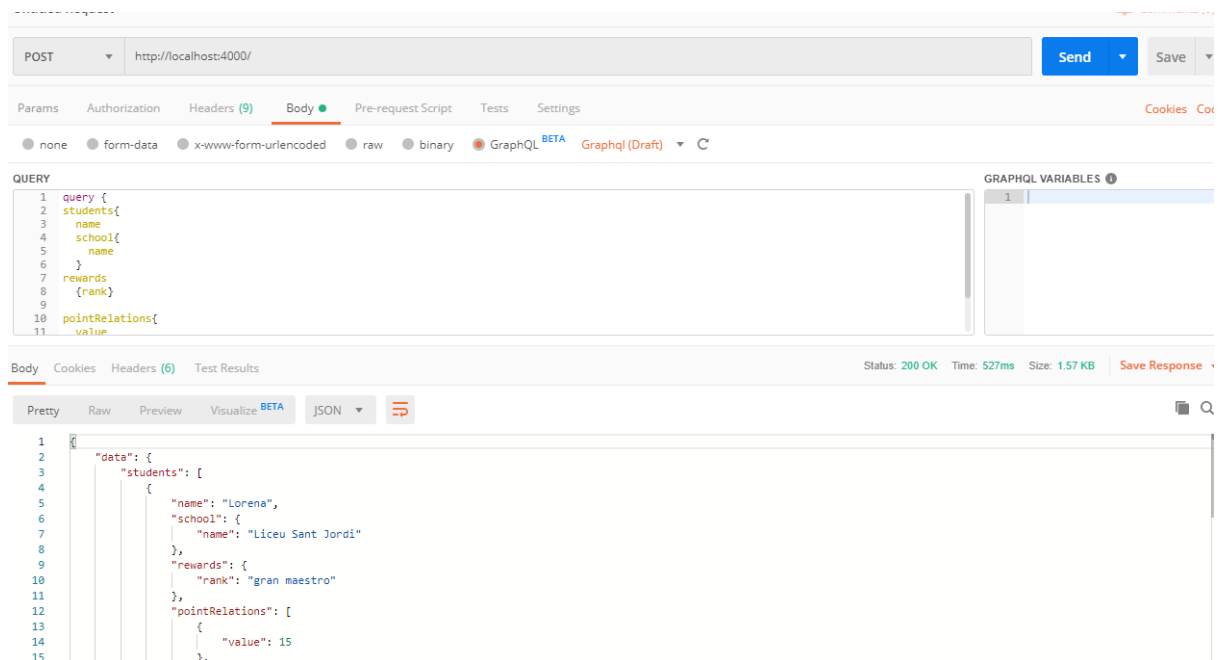 POST http://localhost:4000/ Send Save
Params Authorization Headers (9) Body Pre-request Script Tests Settings Cookies
none form-data x-www-form-urlencoded raw binary GraphQL BETA Graphql (Draft)
QUERY GRAPHQL VARIABLES
1 query { 1
2 students{
3 name
4 school{
5 name
6 }
7 rewards
8 {rank}
9
10 pointRelations{
11 value
Body Cookies Headers (6) Test Results Status: 200 OK Time: 527ms Size: 1.57 KB Save Response
Pretty Raw Preview Visualize BETA JSON
1 {
2 "data": {
3 "students": [
4 {
5 "name": "Lorena",
6 "school": {
7 "name": "Liceu Sant Jordi"
8 },
9 "rewards": {
10 "rank": "gran maestro"
11 },
12 "pointRelations": [
13 {
14 "value": 15
15 },